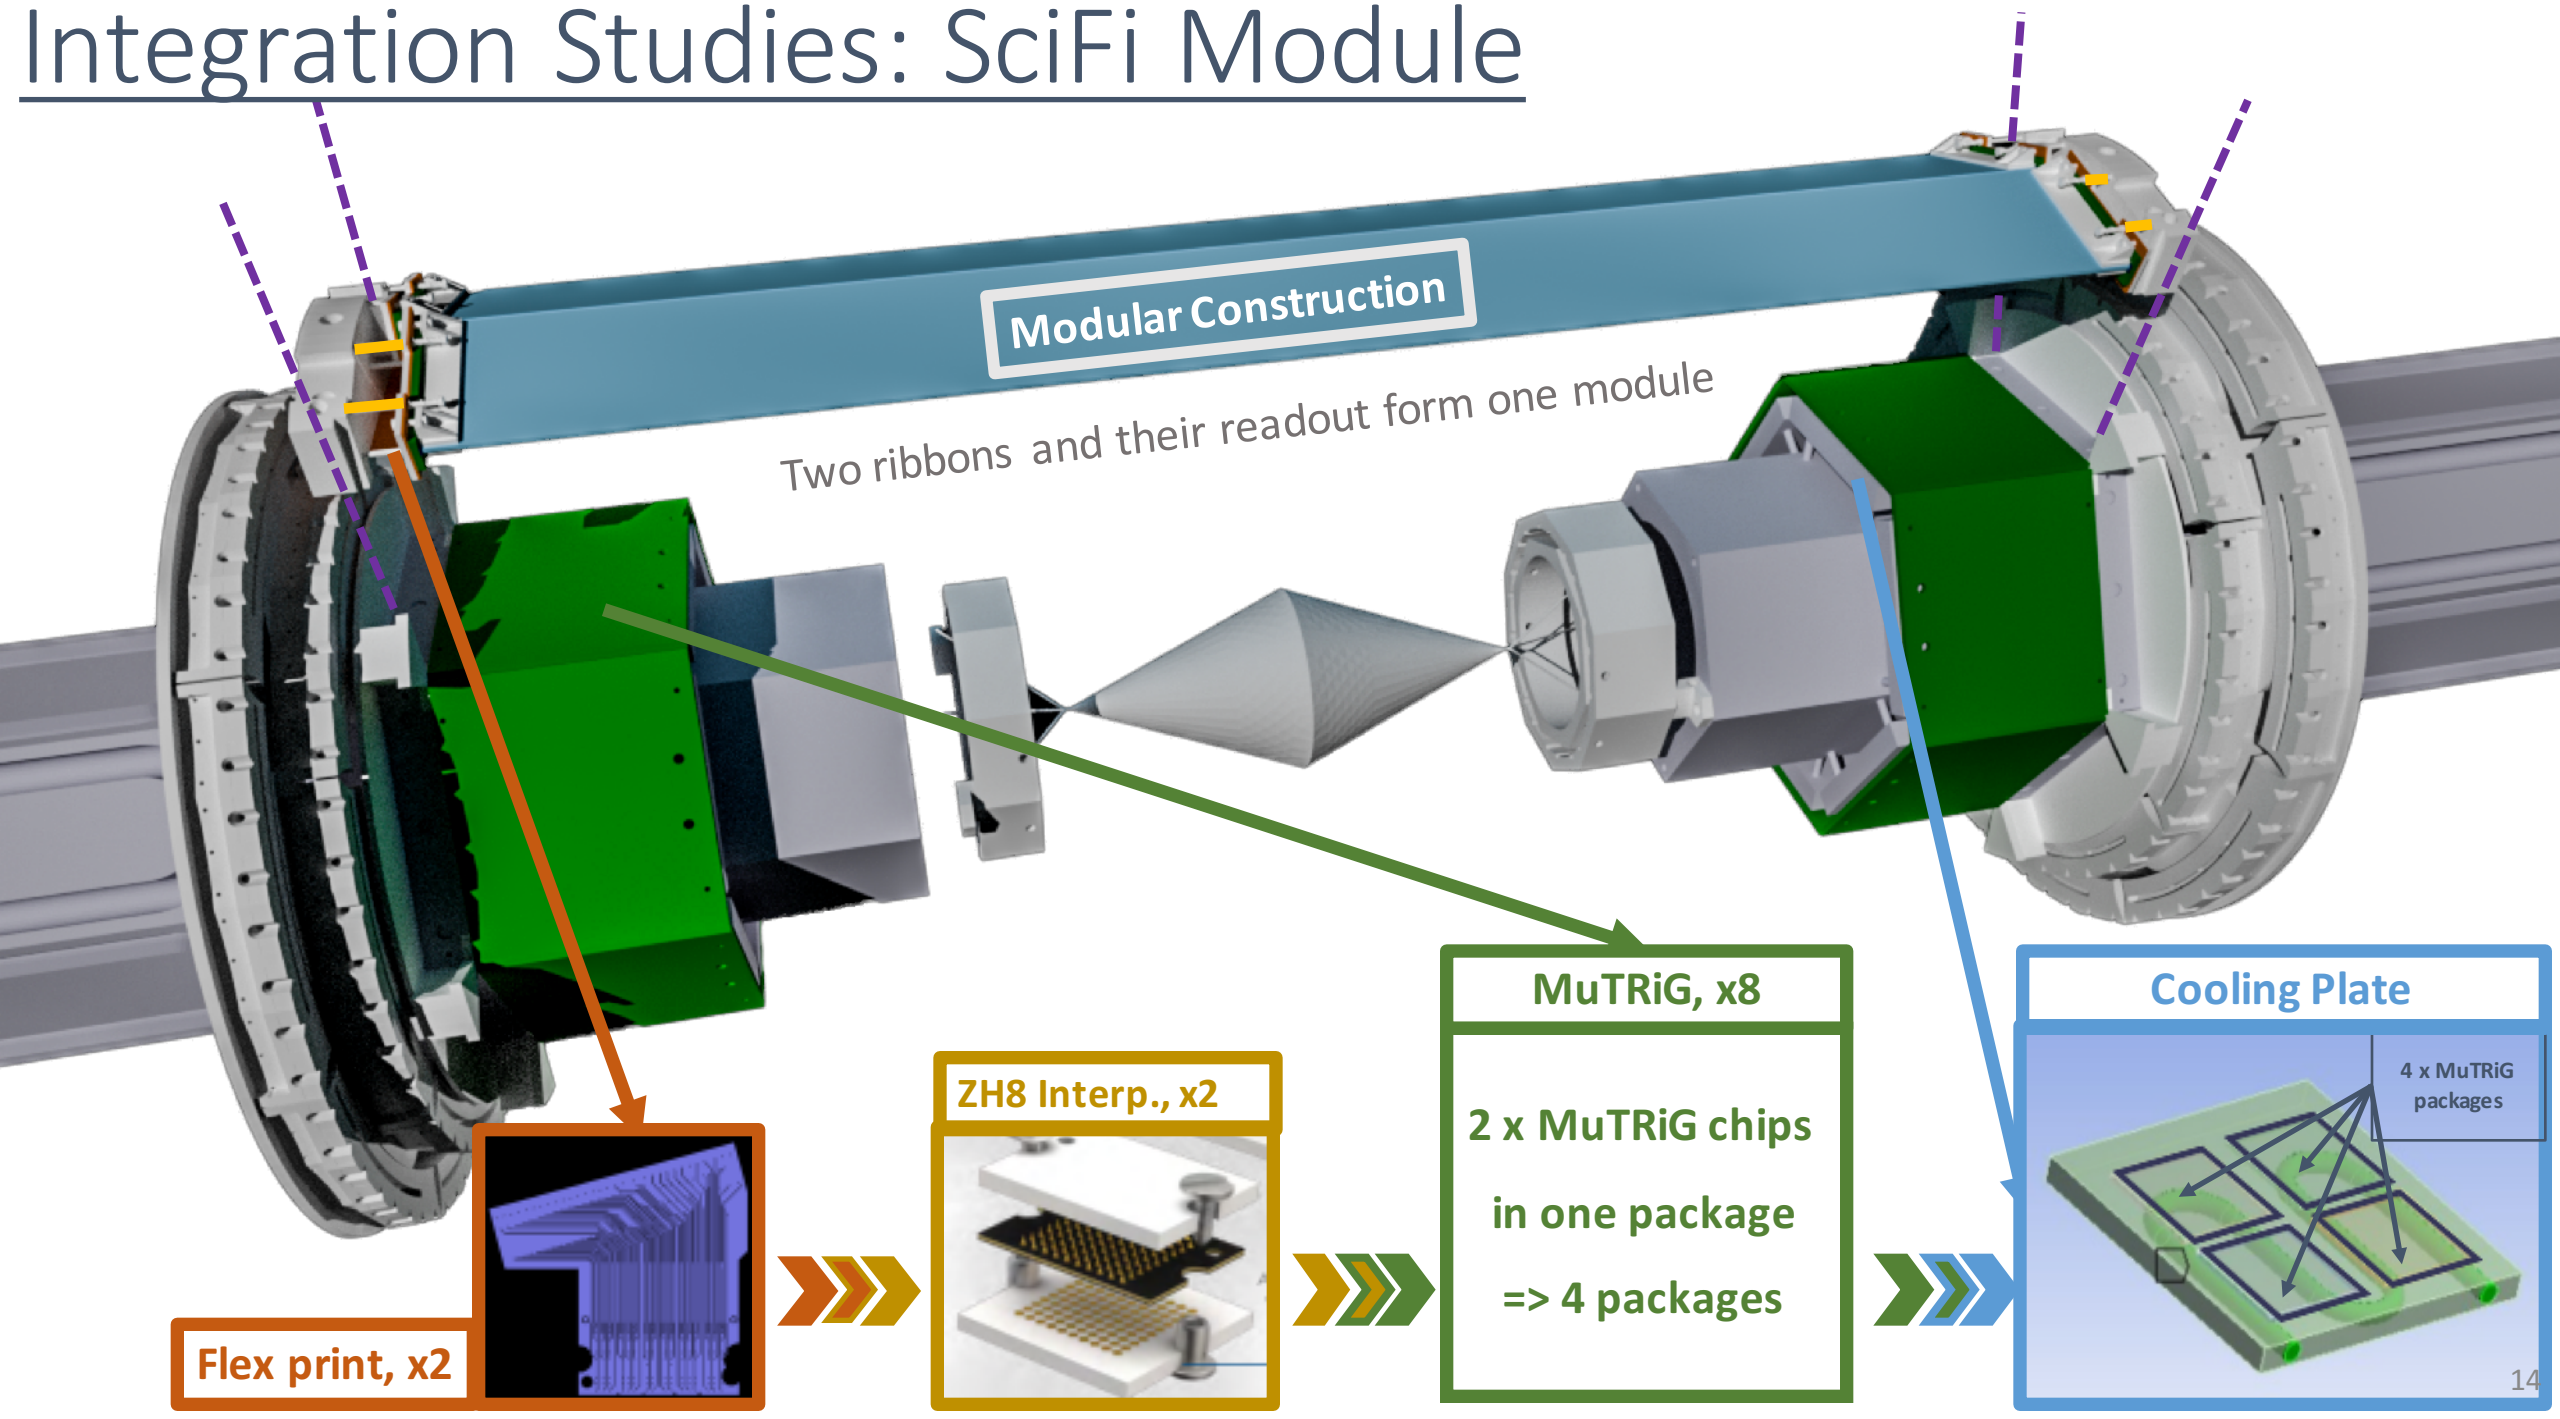 Integration Studies: SciFi Module
Modular Construction
Two ribbons and their readout form one module
Flex print, x2
ZH8 Interp., x2
MuTRiG, x8
2 x MuTRiG chips
in one package
=> 4 packages
Cooling Plate
4 x MuTRiG
packages
14